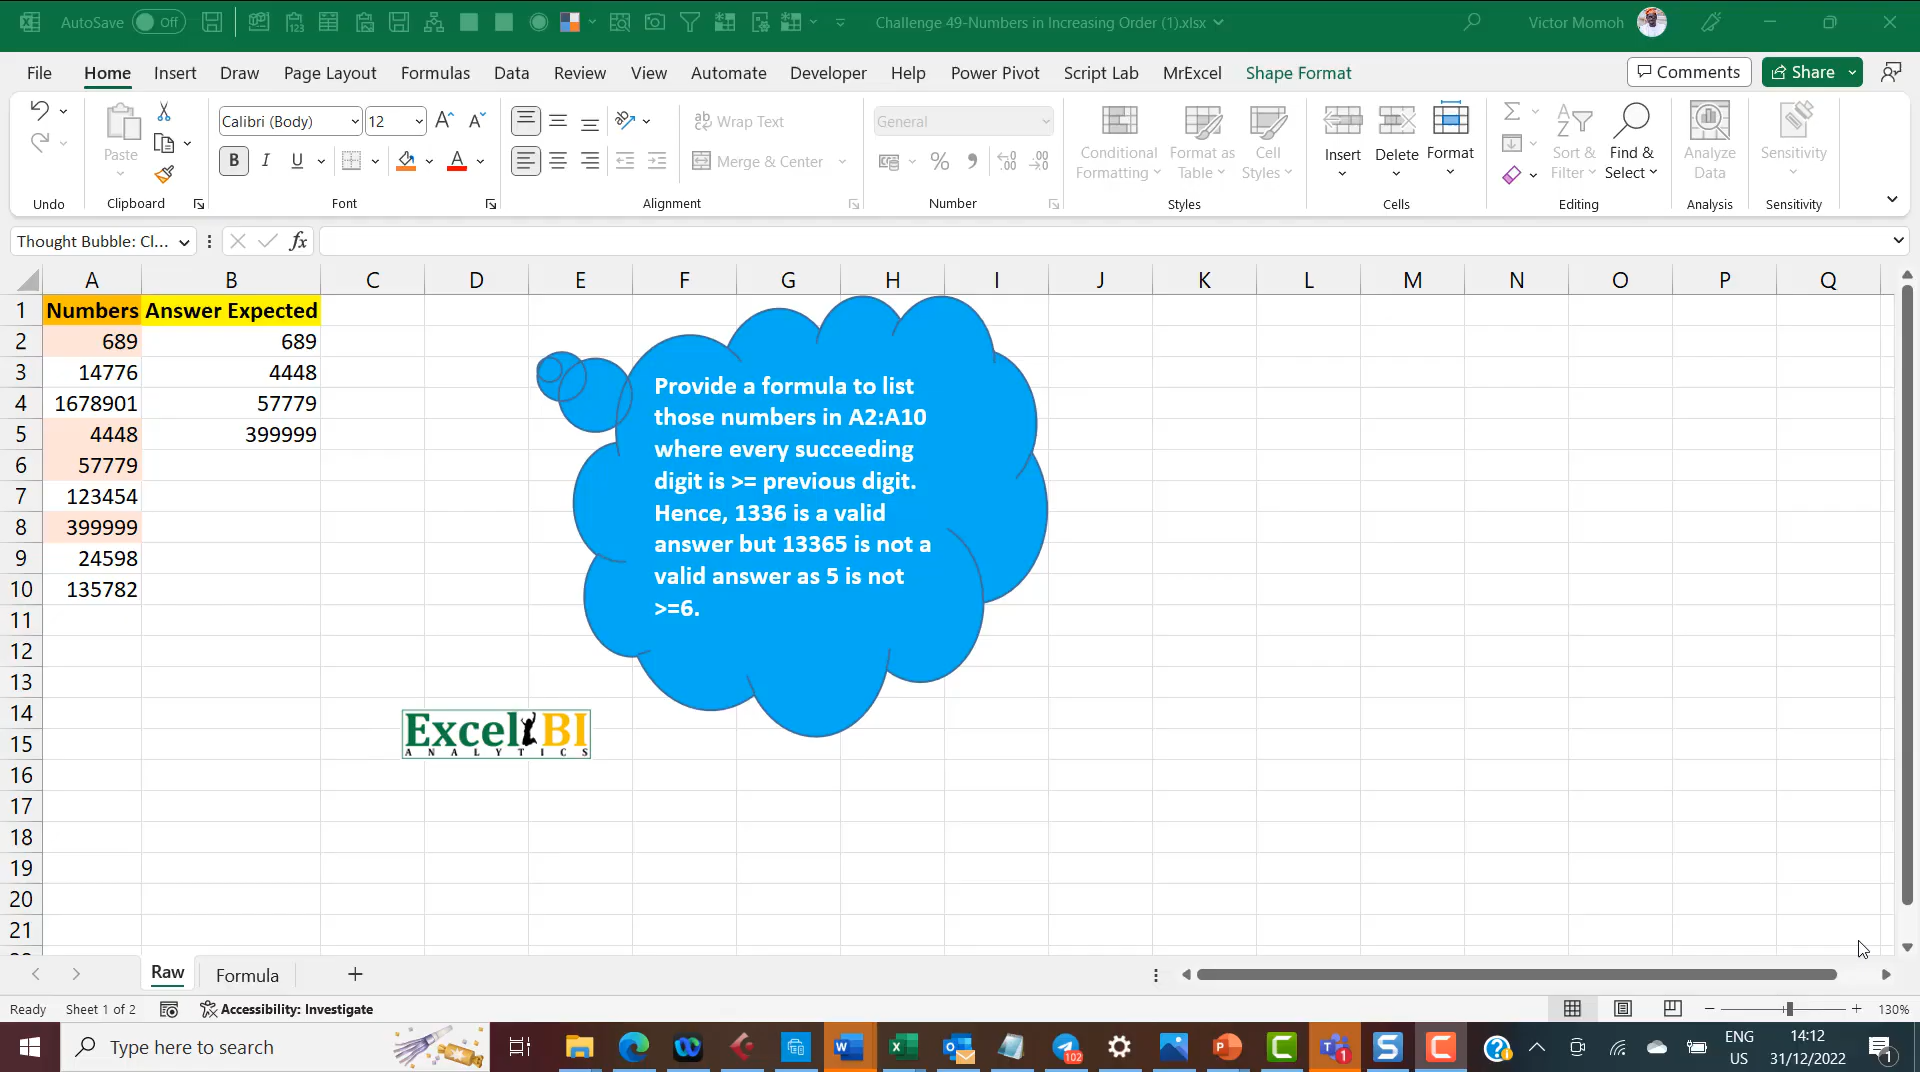 AutoSave Off Challenge 49-Numbers in Increasing Order (1).xlsx Victor Momoh
File Home Insert Draw Page Layout Formulas Data Review View Automate Developer Help Power Pivot Script Lab MrExcel Shape Format Comments Share
Calibri (Body) 12 Wrap Text General
Paste B I U A Merge & Center % 9 .00
Conditional Formatting Format as Table Cell Styles Insert Delete Format Sort & Filter Find & Select Analyze Data Sensitivity
Undo Clipboard Font Alignment Number Styles Cells Editing Analysis Sensitivity
Thought Bubble: Cl... fx
A B C D E F G H I J K L M N O P Q
1 Numbers Answer Expected
2 689 689
3 14776 4448
4 1678901 57779
5 4448 399999
6 57779
7 123454
8 399999
9 24598
10 135782
11
12
13
14
15
16
17
18
19
20
21
Provide a formula to list
those numbers in A2:A10
where every succeeding
digit is >= previous digit.
Hence, 1336 is a valid
answer but 13365 is not a
valid answer as 5 is not
>=6.
Excel BI
ANALYTICS
Raw Formula
Ready Sheet 1 of 2 Accessibility: Investigate 130%
Type here to search 102 1 ENG 14:12
US 31/12/2022 1